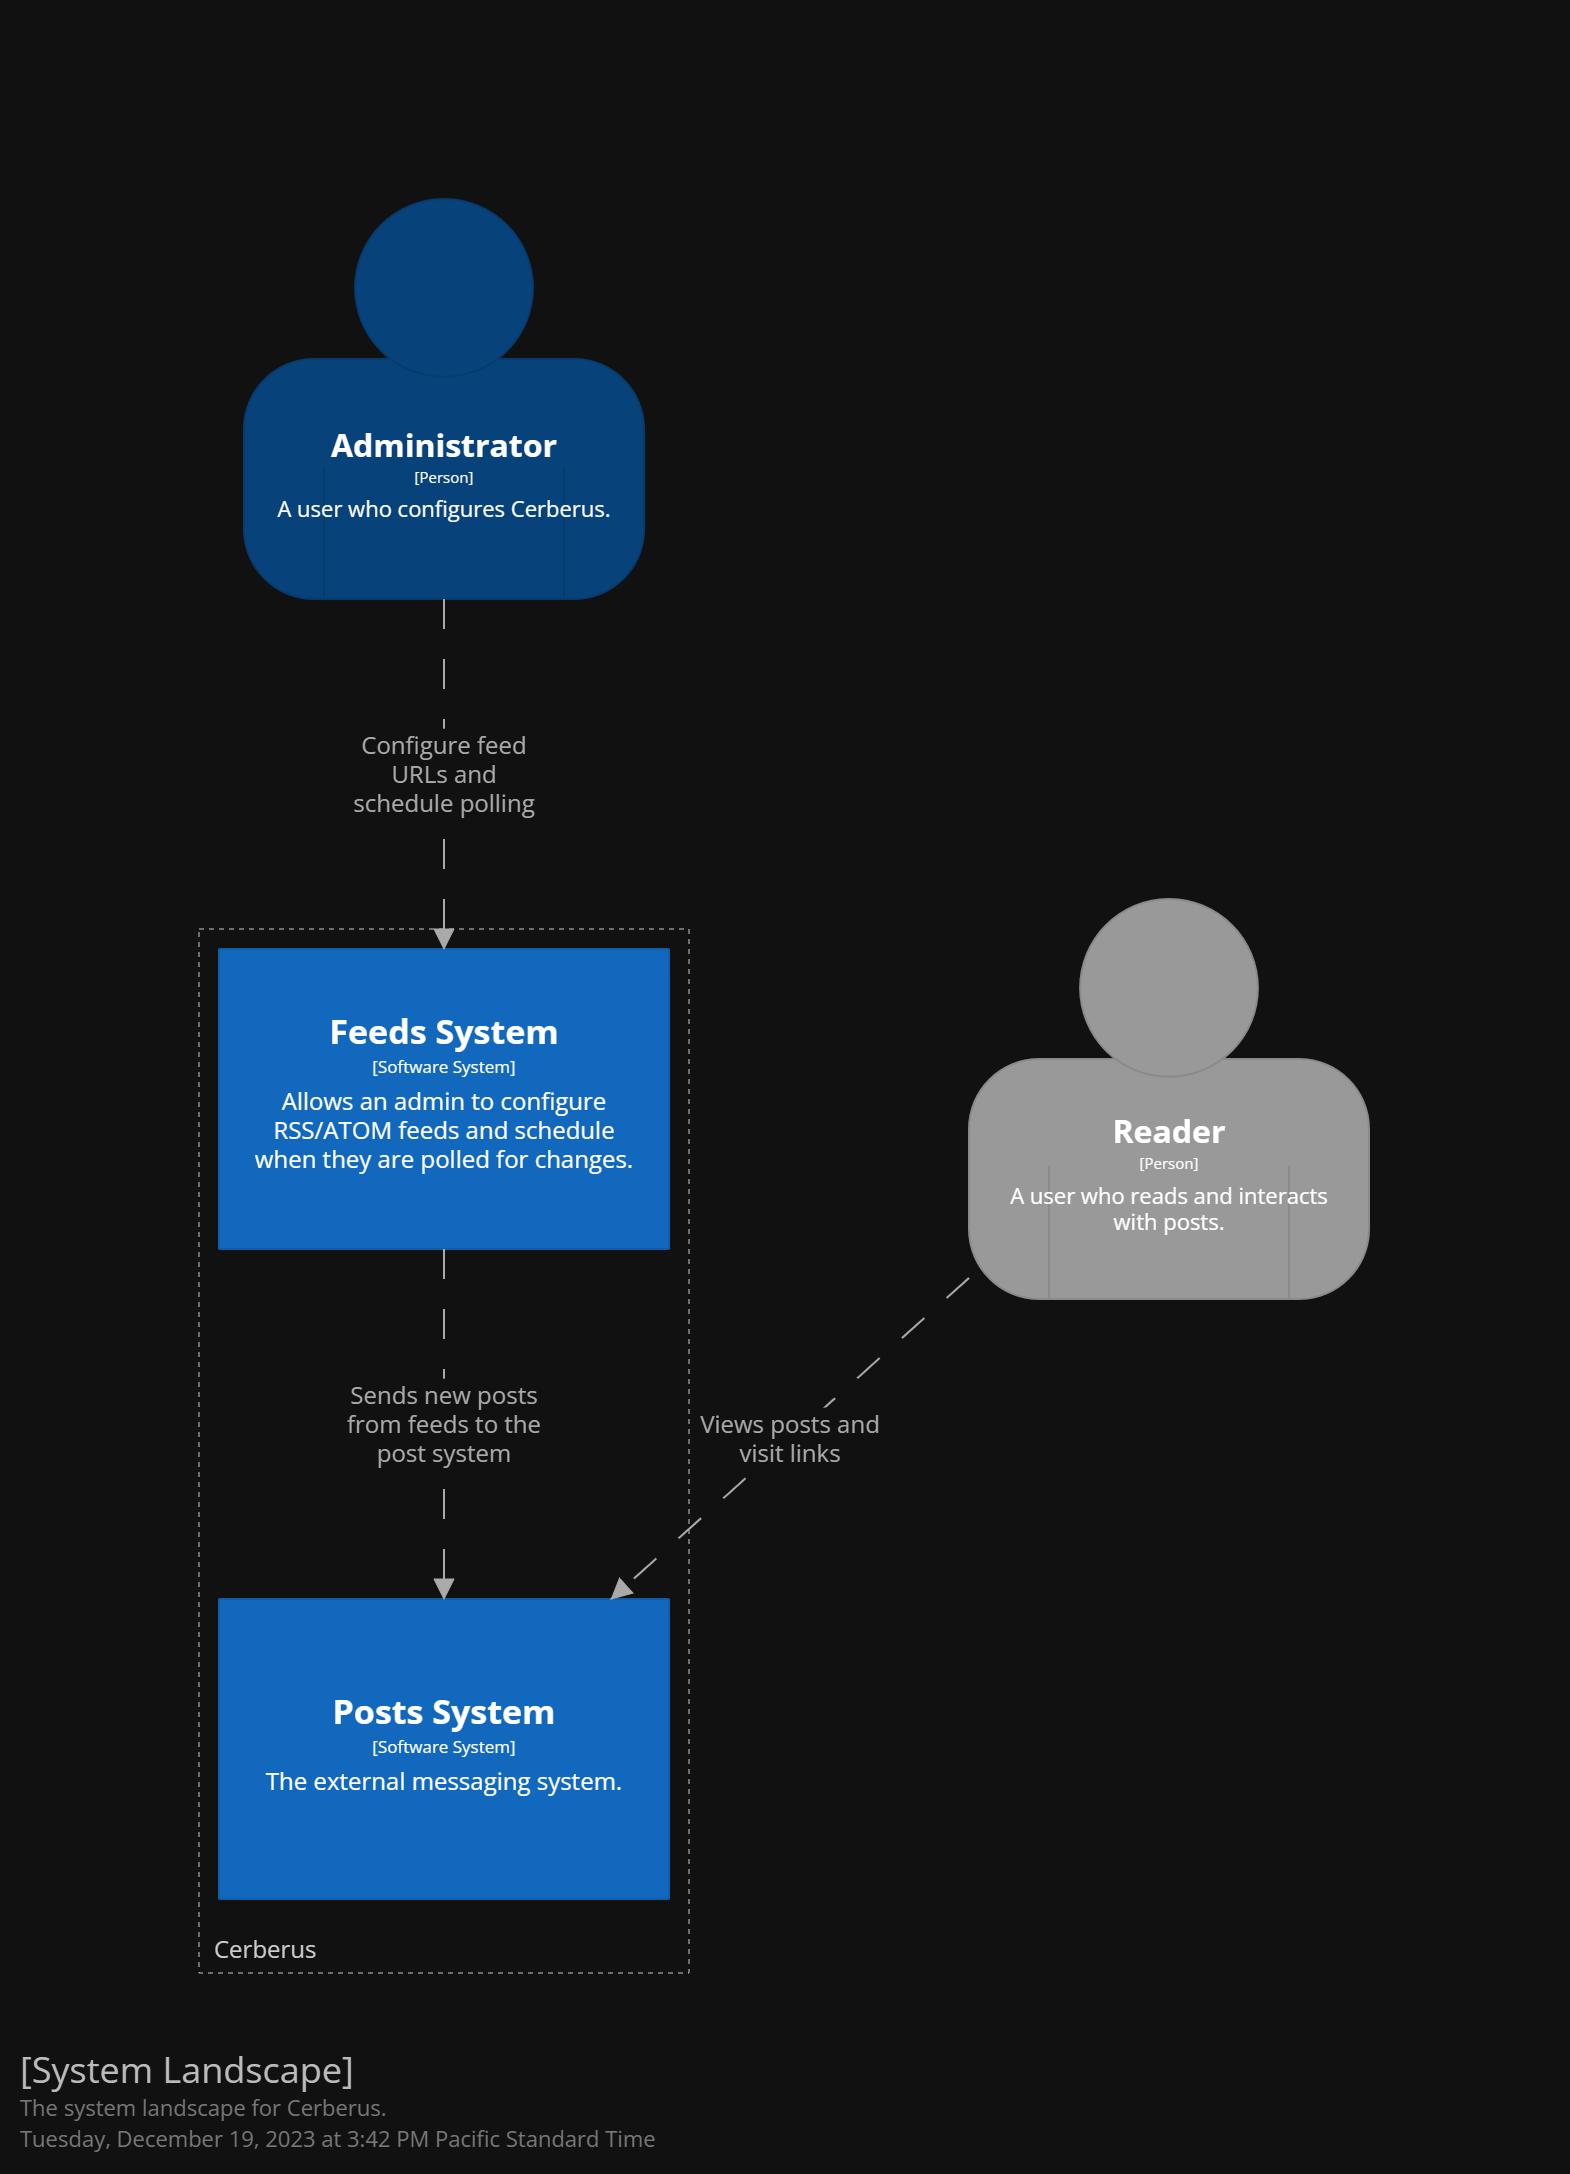 Administrator
[Person]
A user who configures Cerberus.
Configure feed
URLs and
schedule polling
Feeds System
[Software System]
Allows an admin to configure
RSS/ATOM feeds and schedule
when they are polled for changes.
Reader
[Person]
A user who reads and interacts
with posts.
Sends new posts
from feeds to the
post system
Views posts and
visit links
Posts System
[Software System]
The external messaging system.
Cerberus
[System Landscape]
The system landscape for Cerberus.
Tuesday, December 19, 2023 at 3:42 PM Pacific Standard Time